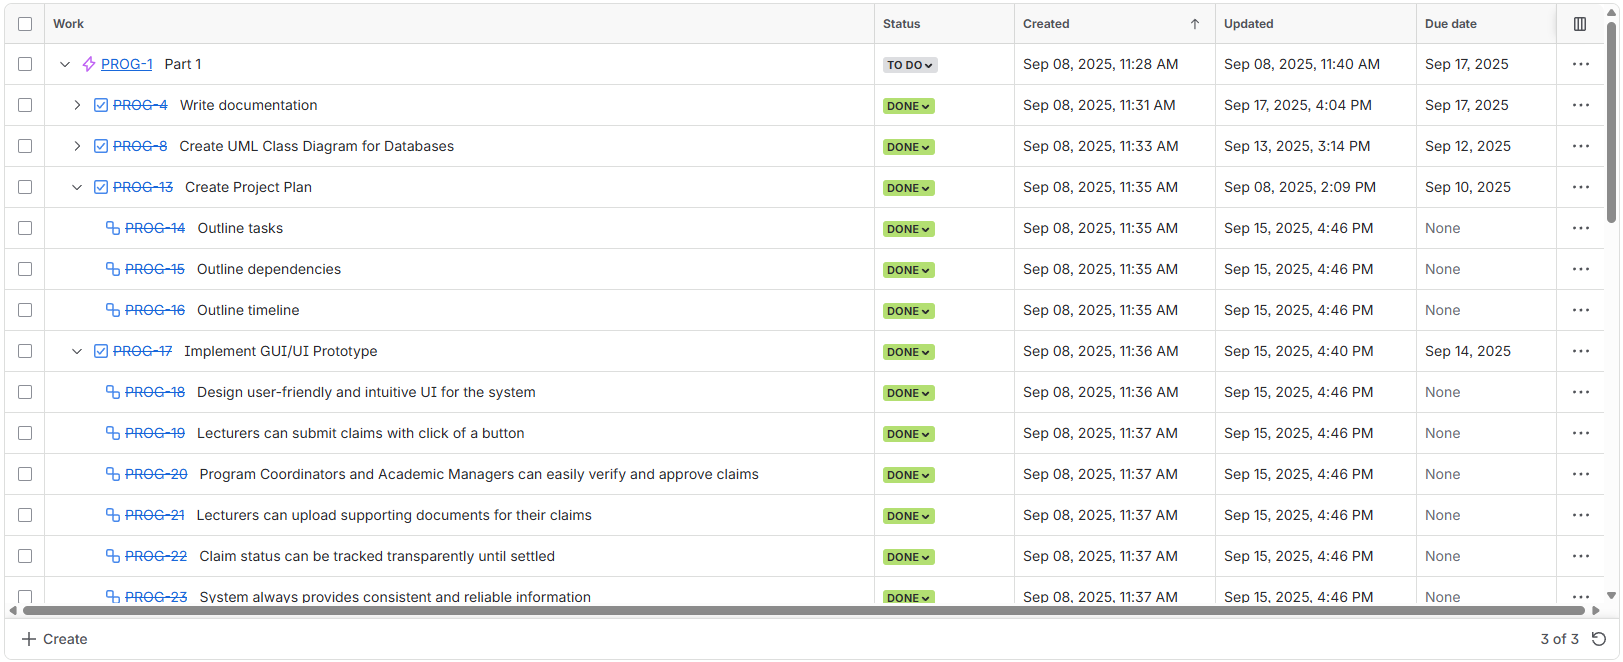 Work Status Created Updated Due date
PROG-1 Part 1 TO DO Sep 08, 2025, 11:28 AM Sep 08, 2025, 11:40 AM Sep 17, 2025
PROG-4 Write documentation DONE Sep 08, 2025, 11:31 AM Sep 17, 2025, 4:04 PM Sep 17, 2025
PROG-8 Create UML Class Diagram for Databases DONE Sep 08, 2025, 11:33 AM Sep 13, 2025, 3:14 PM Sep 12, 2025
PROG-13 Create Project Plan DONE Sep 08, 2025, 11:35 AM Sep 08, 2025, 2:09 PM Sep 10, 2025
PROG-14 Outline tasks DONE Sep 08, 2025, 11:35 AM Sep 15, 2025, 4:46 PM None
PROG-15 Outline dependencies DONE Sep 08, 2025, 11:35 AM Sep 15, 2025, 4:46 PM None
PROG-16 Outline timeline DONE Sep 08, 2025, 11:35 AM Sep 15, 2025, 4:46 PM None
PROG-17 Implement GUI/UI Prototype DONE Sep 08, 2025, 11:36 AM Sep 15, 2025, 4:40 PM Sep 14, 2025
PROG-18 Design user-friendly and intuitive UI for the system DONE Sep 08, 2025, 11:36 AM Sep 15, 2025, 4:46 PM None
PROG-19 Lecturers can submit claims with click of a button DONE Sep 08, 2025, 11:37 AM Sep 15, 2025, 4:46 PM None
PROG-20 Program Coordinators and Academic Managers can easily verify and approve claims DONE Sep 08, 2025, 11:37 AM Sep 15, 2025, 4:46 PM None
PROG-21 Lecturers can upload supporting documents for their claims DONE Sep 08, 2025, 11:37 AM Sep 15, 2025, 4:46 PM None
PROG-22 Claim status can be tracked transparently until settled DONE Sep 08, 2025, 11:37 AM Sep 15, 2025, 4:46 PM None
PROG-23 System always provides consistent and reliable information DONE Sep 08, 2025, 11:37 AM Sep 15, 2025, 4:46 PM None
Create 3 of 3